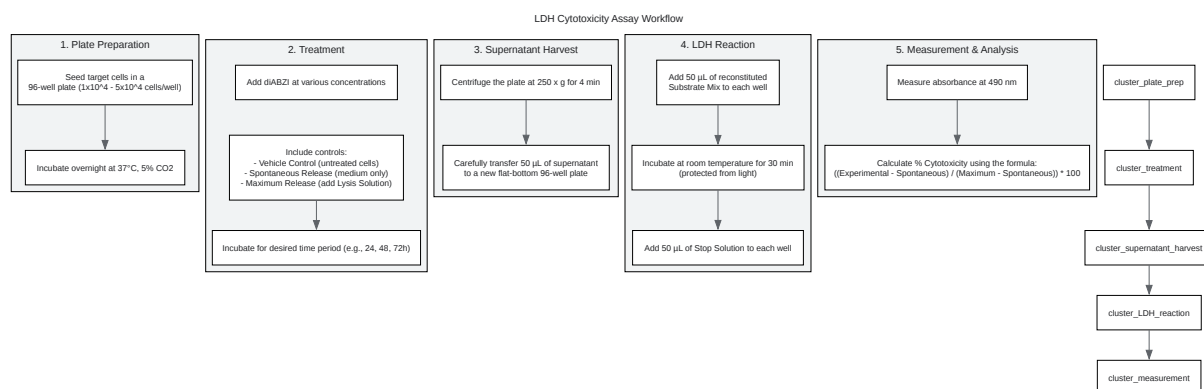 LDH Cytotoxicity Assay Workflow
1. Plate Preparation
Seed target cells in a
96-well plate (1x10^4 - 5x10^4 cells/well)
Incubate overnight at 37°C, 5% CO2
2. Treatment
Add diABZI at various concentrations
Include controls:
- Vehicle Control (untreated cells)
- Spontaneous Release (medium only)
- Maximum Release (add Lysis Solution)
Incubate for desired time period (e.g., 24, 48, 72h)
3. Supernatant Harvest
Centrifuge the plate at 250 x g for 4 min
Carefully transfer 50 µL of supernatant
to a new flat-bottom 96-well plate
4. LDH Reaction
Add 50 µL of reconstituted
Substrate Mix to each well
Incubate at room temperature for 30 min
(protected from light)
Add 50 µL of Stop Solution to each well
5. Measurement & Analysis
Measure absorbance at 490 nm
Calculate % Cytotoxicity using the formula:
((Experimental - Spontaneous) / (Maximum - Spontaneous)) * 100
cluster_plate_prep
cluster_treatment
cluster_supernatant_harvest
cluster_LDH_reaction
cluster_measurement